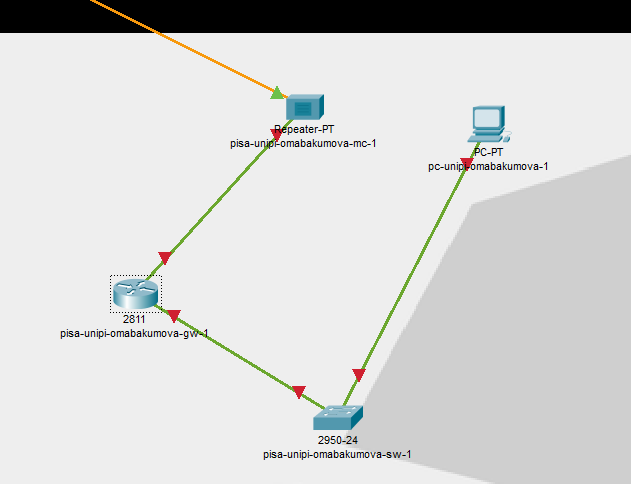 Repeater-PT
pisa-unipi-omabakumova-mc-1
PC-PT
pc-unipi-omabakumova-1
2811
pisa-unipi-omabakumova-gw-1
2950-24
pisa-unipi-omabakumova-sw-1